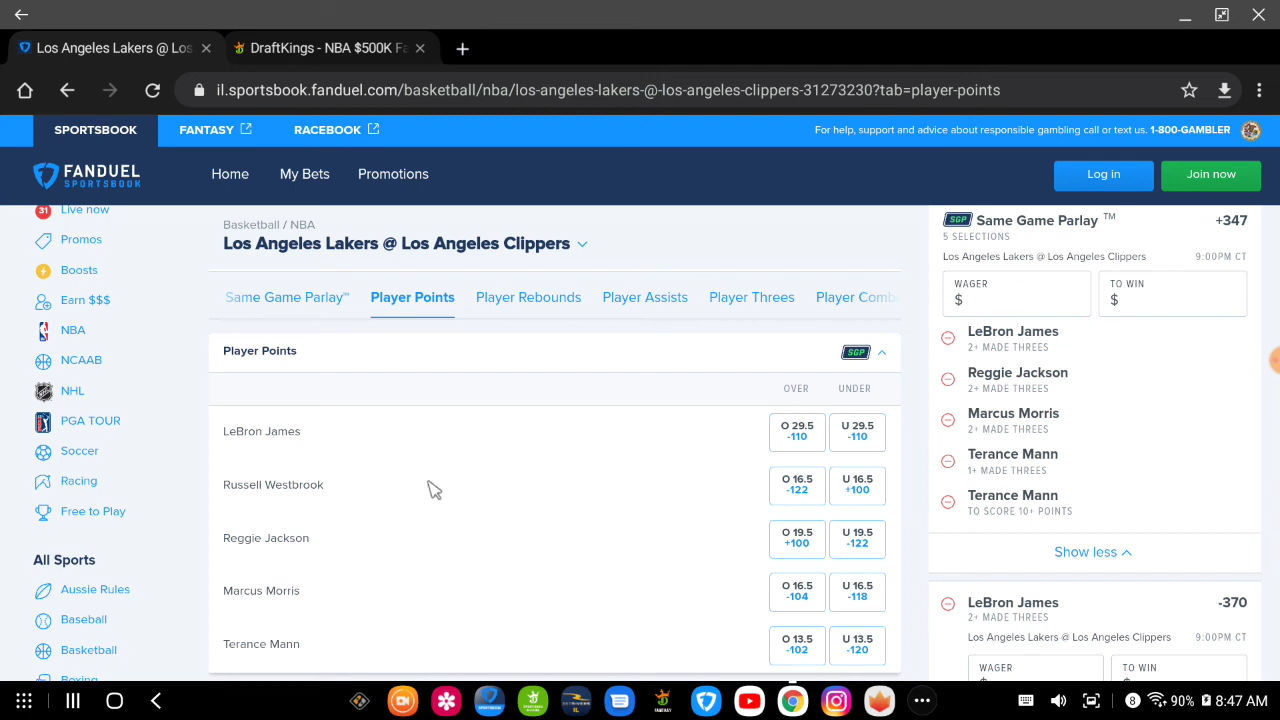 Los Angeles Lakers @ Los
DraftKings - NBA $500K Fa
il.sportsbook.fanduel.com/basketball/nba/los-angeles-lakers-@-los-angeles-clippers-31273230?tab=player-points
SPORTSBOOK
FANTASY
RACEBOOK
For help, support and advice about responsible gambling call or text us. 1-800-GAMBLER
FANDUEL
SPORTSBOOK
Home
My Bets
Promotions
Log in
Join now
31
Live now
Promos
Boosts
Earn $$$
NBA
NCAAB
NHL
PGA TOUR
Soccer
Racing
Free to Play
All Sports
Aussie Rules
Baseball
Basketball
Boxing
Basketball / NBA
Los Angeles Lakers @ Los Angeles Clippers
Same Game Parlay™
Player Points
Player Rebounds
Player Assists
Player Threes
Player Comb
Player Points
SGP
OVER
UNDER
LeBron James
O 29.5
-110
U 29.5
-110
Russell Westbrook
O 16.5
-122
U 16.5
+100
Reggie Jackson
O 19.5
+100
U 19.5
-122
Marcus Morris
O 16.5
-104
U 16.5
-118
Terance Mann
O 13.5
-102
U 13.5
-120
SGP Same Game Parlay ™ +347
5 SELECTIONS
Los Angeles Lakers @ Los Angeles Clippers 9:00PM CT
WAGER
$
TO WIN
$
LeBron James
2+ MADE THREES
Reggie Jackson
2+ MADE THREES
Marcus Morris
2+ MADE THREES
Terance Mann
1+ MADE THREES
Terance Mann
TO SCORE 10+ POINTS
Show less
LeBron James -370
2+ MADE THREES
Los Angeles Lakers @ Los Angeles Clippers 9:00PM CT
WAGER
TO WIN
8 90% 8:47 AM